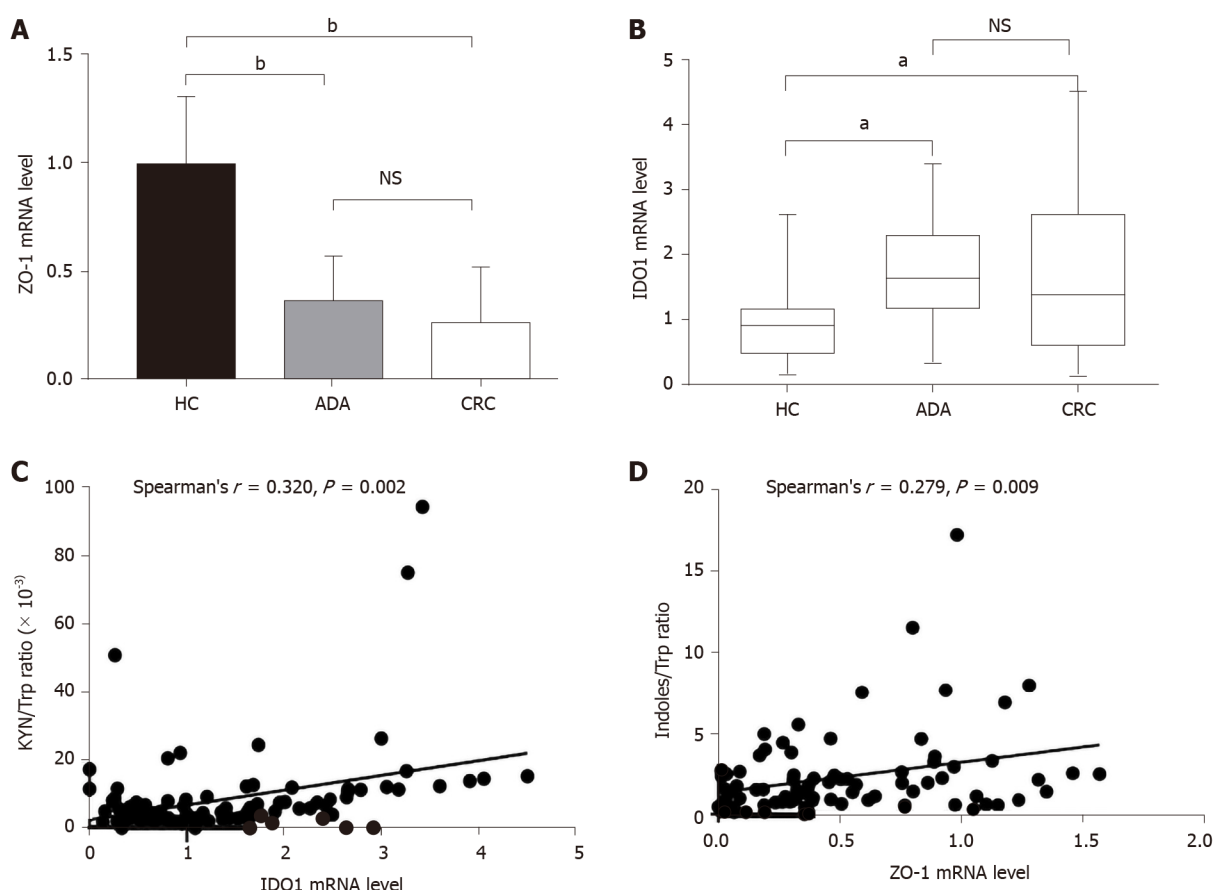 A
b
b
NS
1.5
1.0
0.5
0.0
ZO-1 mRNA level
HC
ADA
CRC
B
NS
a
a
5
4
3
2
1
0
IDO1 mRNA level
HC
ADA
CRC
C
Spearman's r = 0.320, P = 0.002
100
80
60
40
20
0
KYN/Trp ratio (× 10-3)
0
1
2
3
4
5
IDO1 mRNA level
D
Spearman's r = 0.279, P = 0.009
20
15
10
5
0
Indoles/Trp ratio
0.0
0.5
1.0
1.5
2.0
ZO-1 mRNA level